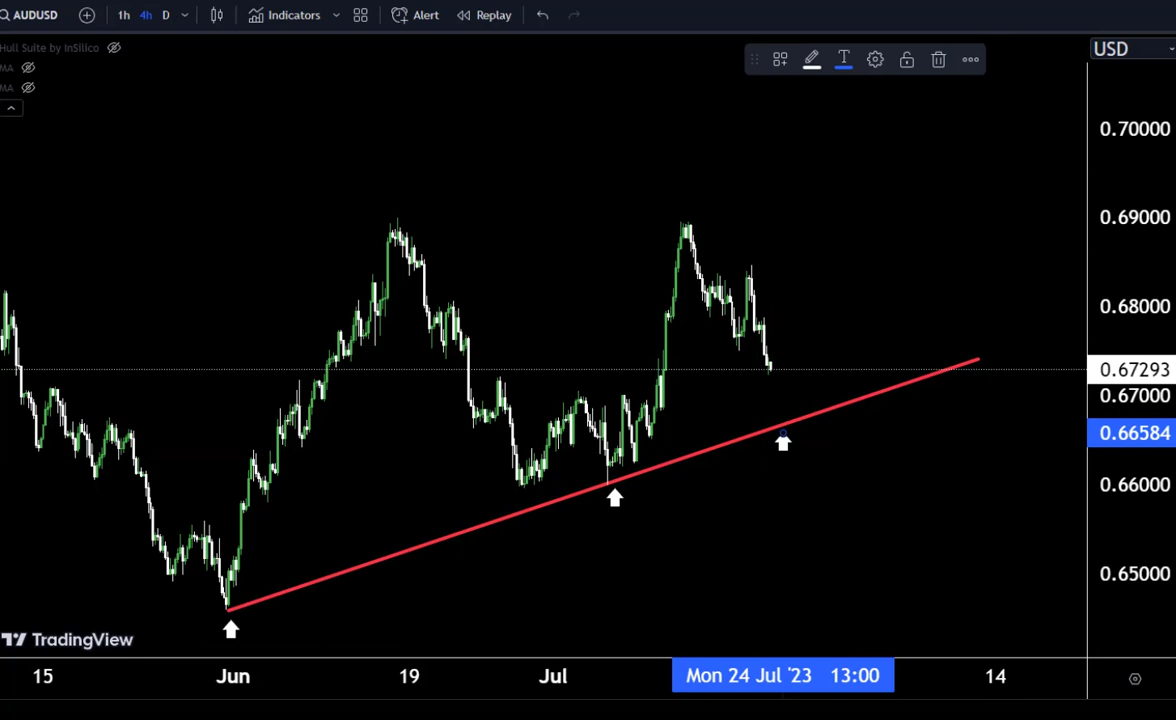 AUDUSD 1h 4h D Indicators Alert Replay
Hull Suite by InSilico
MA
MA
USD
0.70000
0.69000
0.68000
0.67293
0.67000
0.66584
0.66000
0.65000
TradingView
15 Jun 19 Jul Mon 24 Jul '23 13:00 14